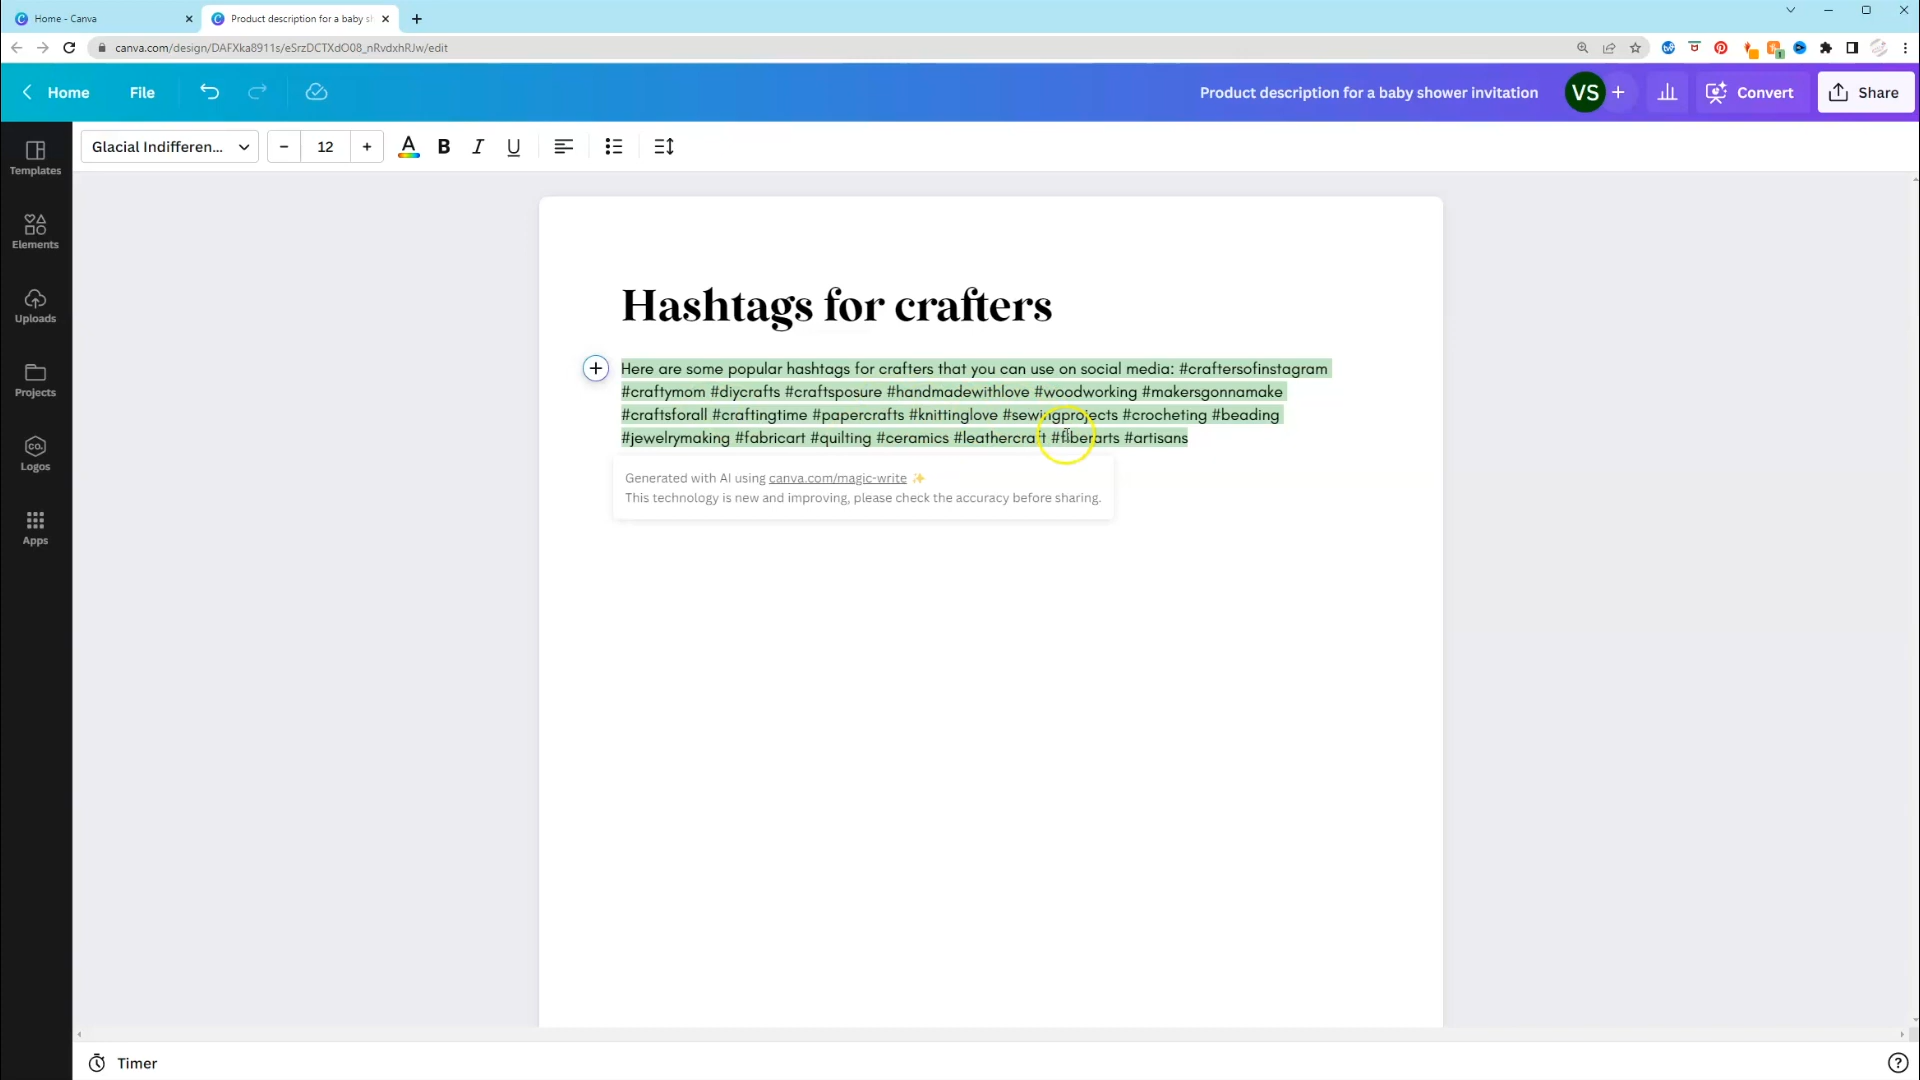 Home - Canva
Product description for a baby s
canva.com/design/DAFXka8911s/eSrzDCTXdO08_nRvdxhRJw/edit
Home
File
Product description for a baby shower invitation
VS
Convert
Share
Glacial Indifferen...
12
A
B
I
U
Templates
Elements
Uploads
Projects
CO.
Logos
Apps
Hashtags for crafters
Here are some popular hashtags for crafters that you can use on social media: #craftersofinstagram
#craftymom #diycrafts #craftsposure #handmadewithlove #woodworking #makersgonnamake
#craftsforall #craftingtime #papercrafts #knittinglove #sewingprojects #crocheting #beading
#jewelrymaking #fabricart #quilting #ceramics #leathercraft #fiberarts #artisans
Generated with AI using canva.com/magic-write ✨
This technology is new and improving, please check the accuracy before sharing.
Timer